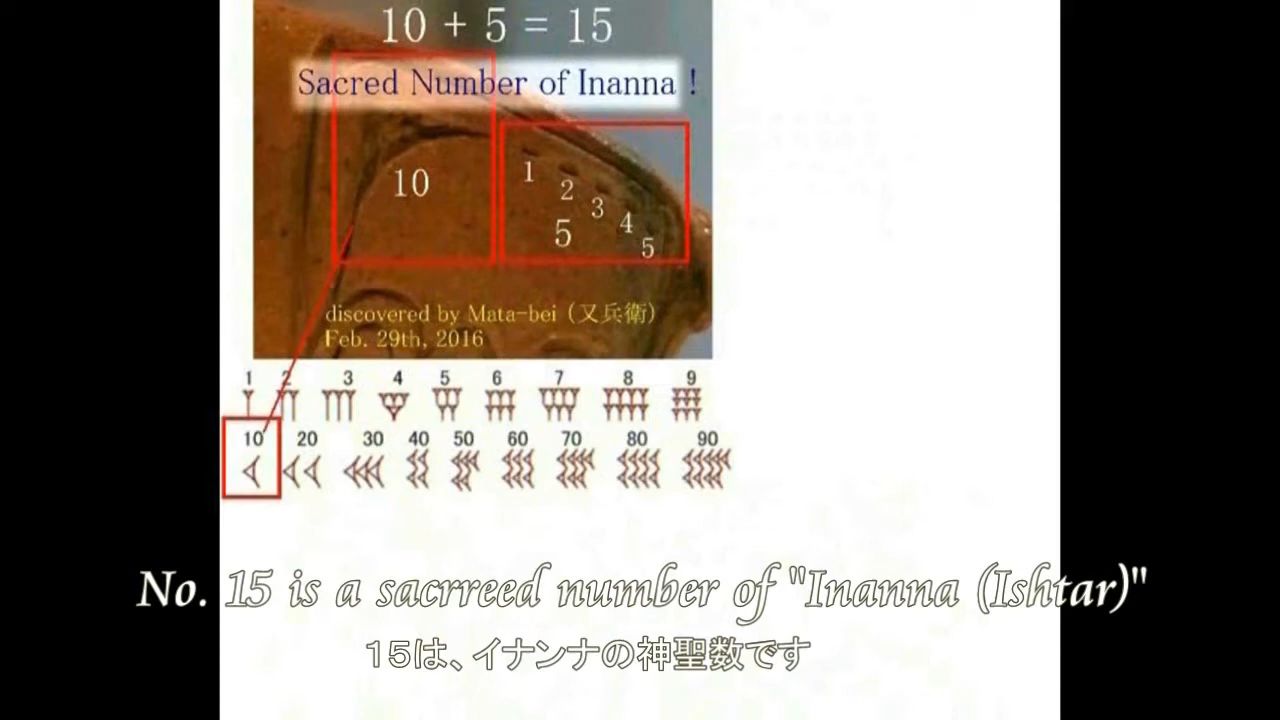 10 + 5 = 15
Sacred Number of Inanna !
10
1
2
3
4
5
5
discovered by Mata-bei (又兵衛)
Feb. 29th, 2016
1 2 3 4 5 6 7 8 9
10 20 30 40 50 60 70 80 90
No. 15 is a sacrreed number of "Inanna (Ishtar)"
１５は、イナンナの神聖数です